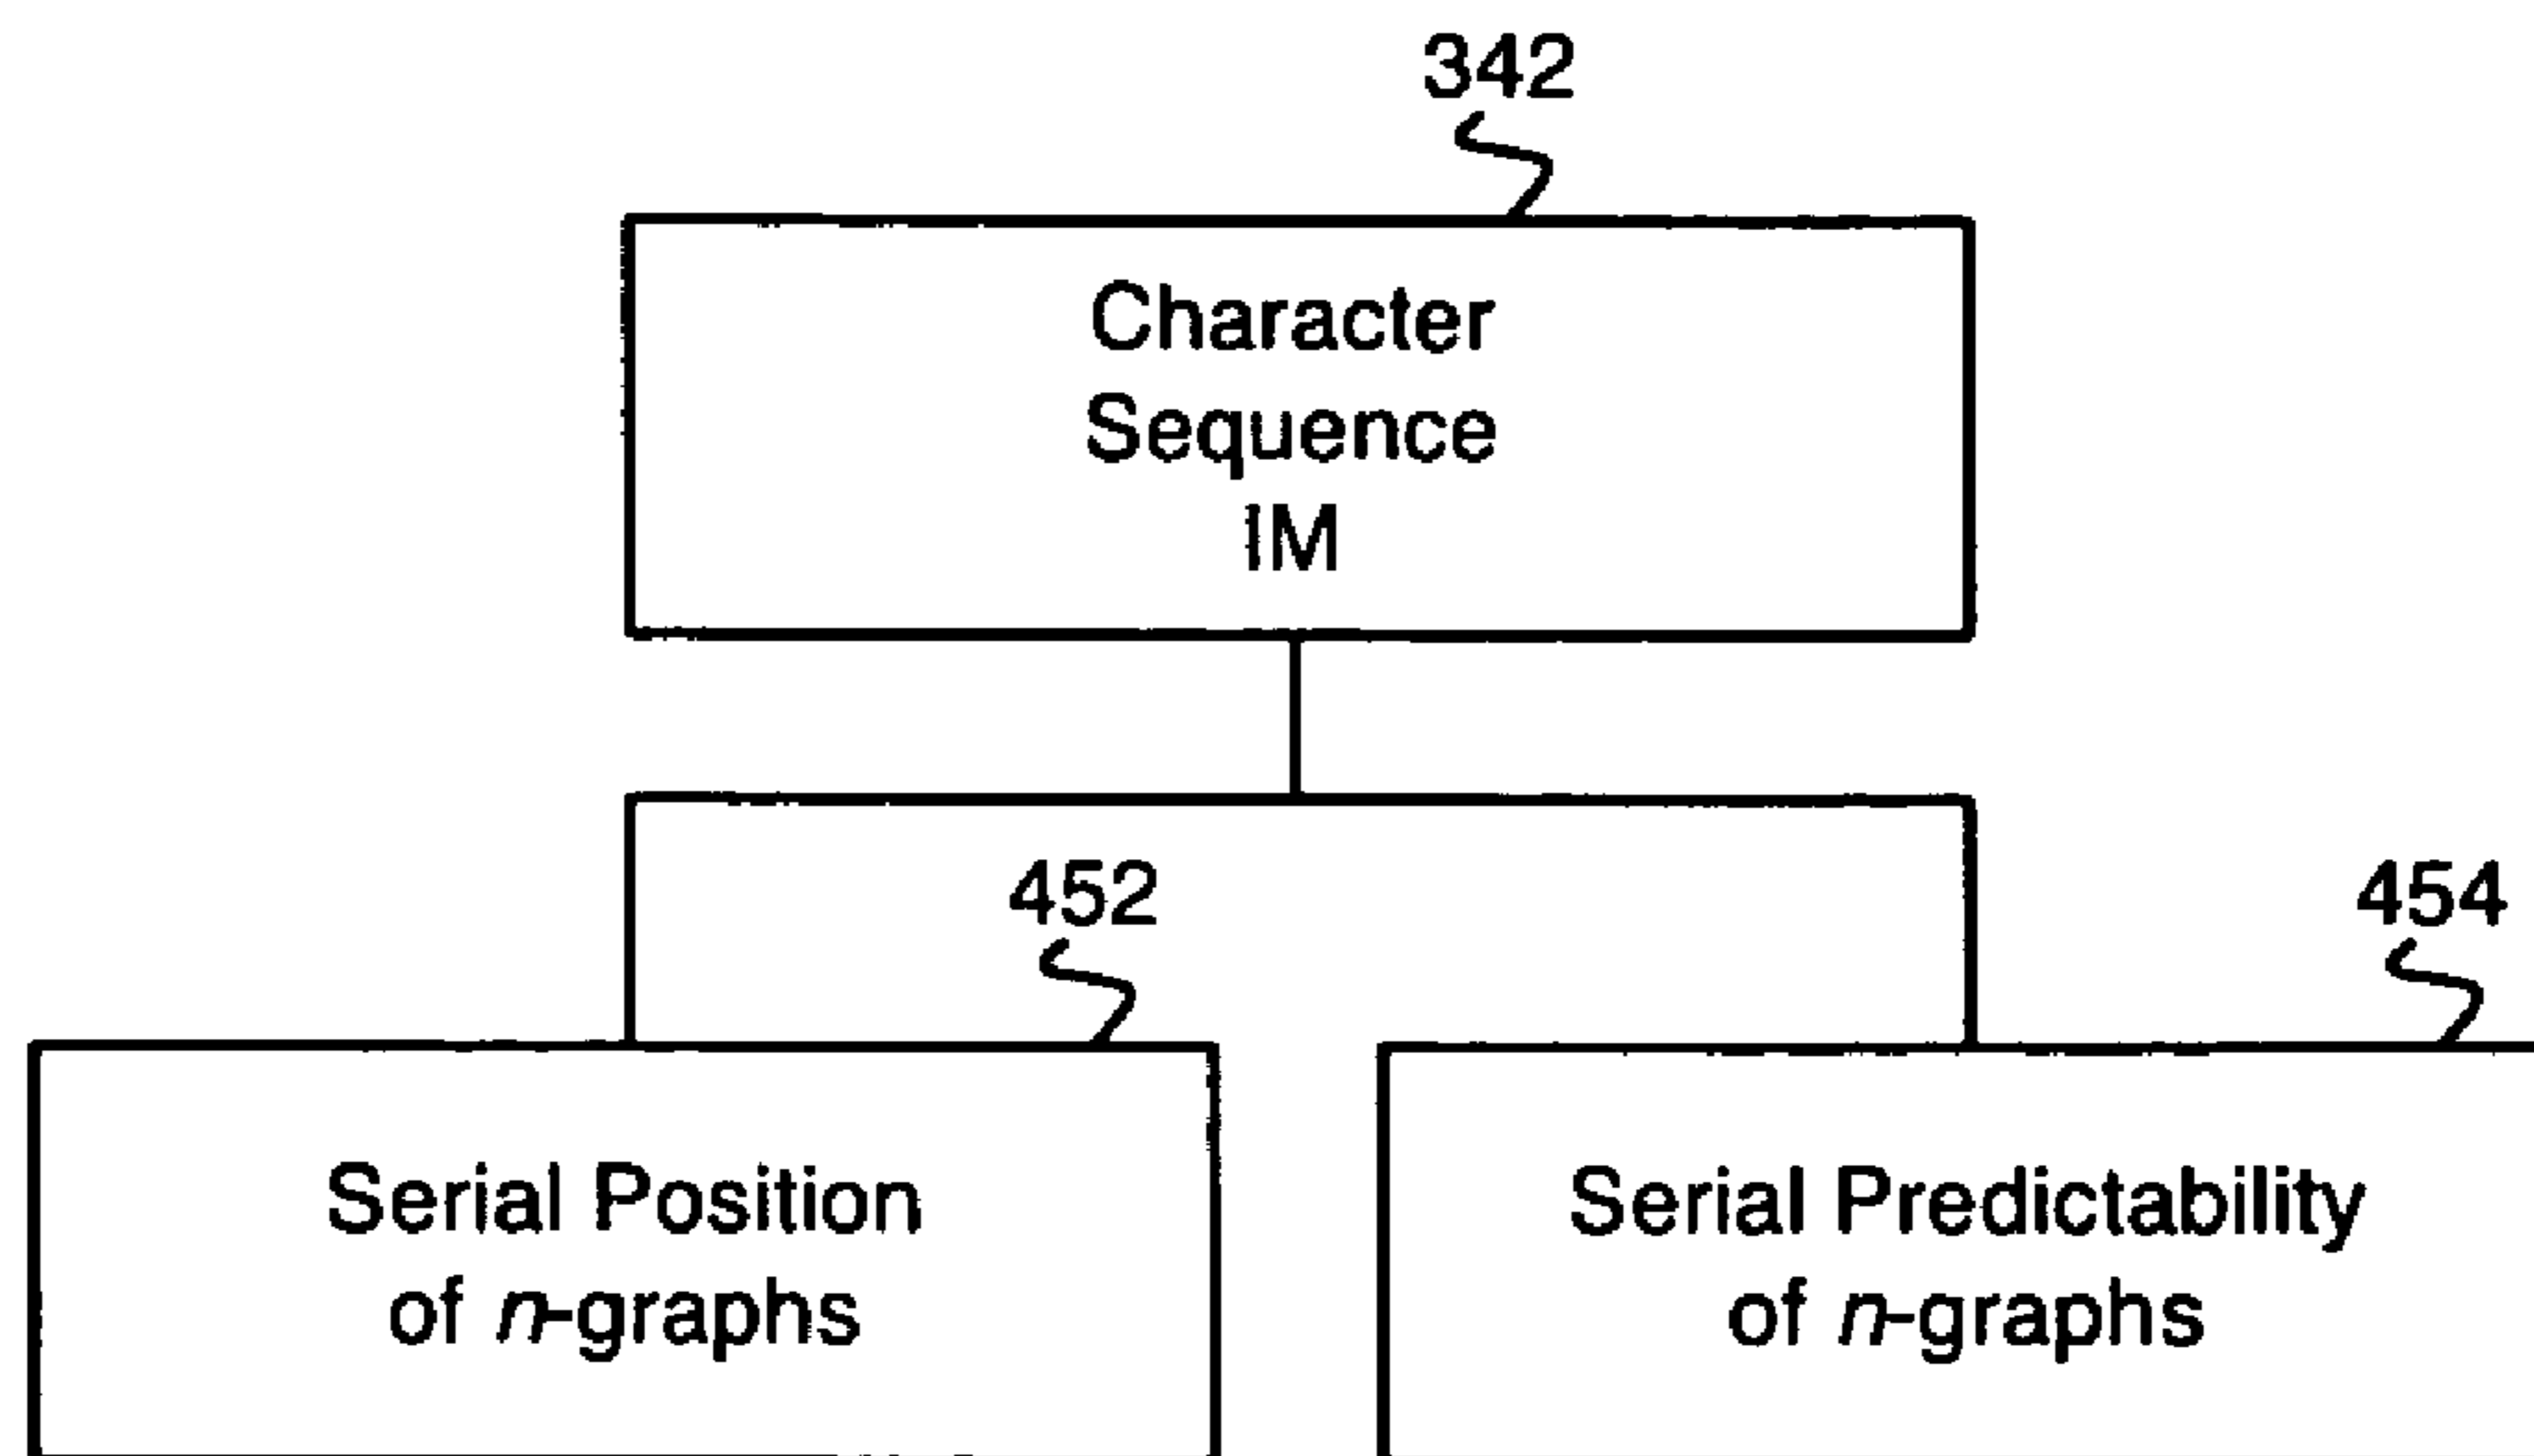 342
Character
Sequence
IM
452
454
Serial Position
of n-graphs
Serial Predictability
of n-graphs